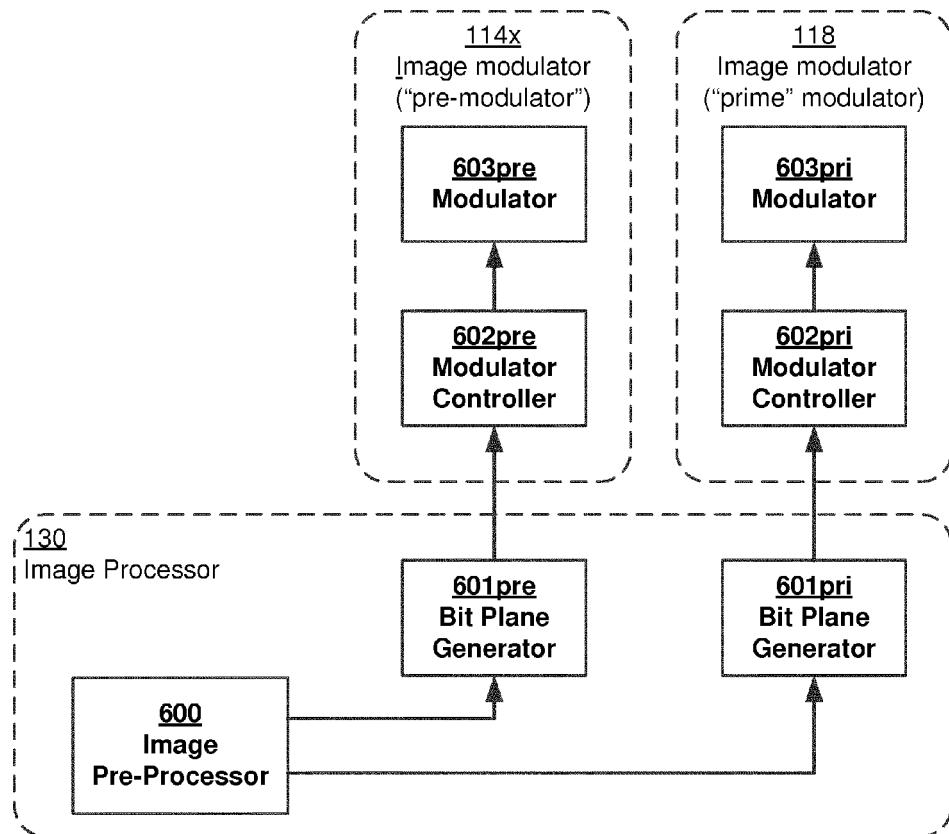 114x
Image modulator
("pre-modulator")
603pre
Modulator
602pre
Modulator
Controller
118
Image modulator
("prime" modulator)
603pri
Modulator
602pri
Modulator
Controller
130
Image Processor
601pre
Bit Plane
Generator
601pri
Bit Plane
Generator
600
Image
Pre-Processor